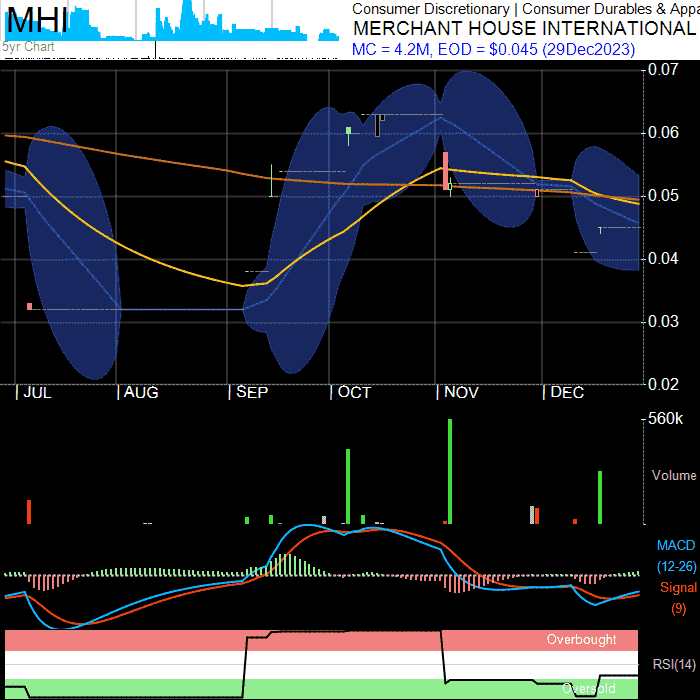 MHI
5yr Chart
Consumer Discretionary | Consumer Durables & Appa
MERCHANT HOUSE INTERNATIONAL
MC = 4.2M, EOD = $0.045 (29Dec2023)
0.07
0.06
0.05
0.04
0.03
0.02
|JUL |AUG |SEP |OCT |NOV |DEC
560k
Volume
MACD
(12-26)
Signal
(9)
Overbought
RSI(14)
Oversold